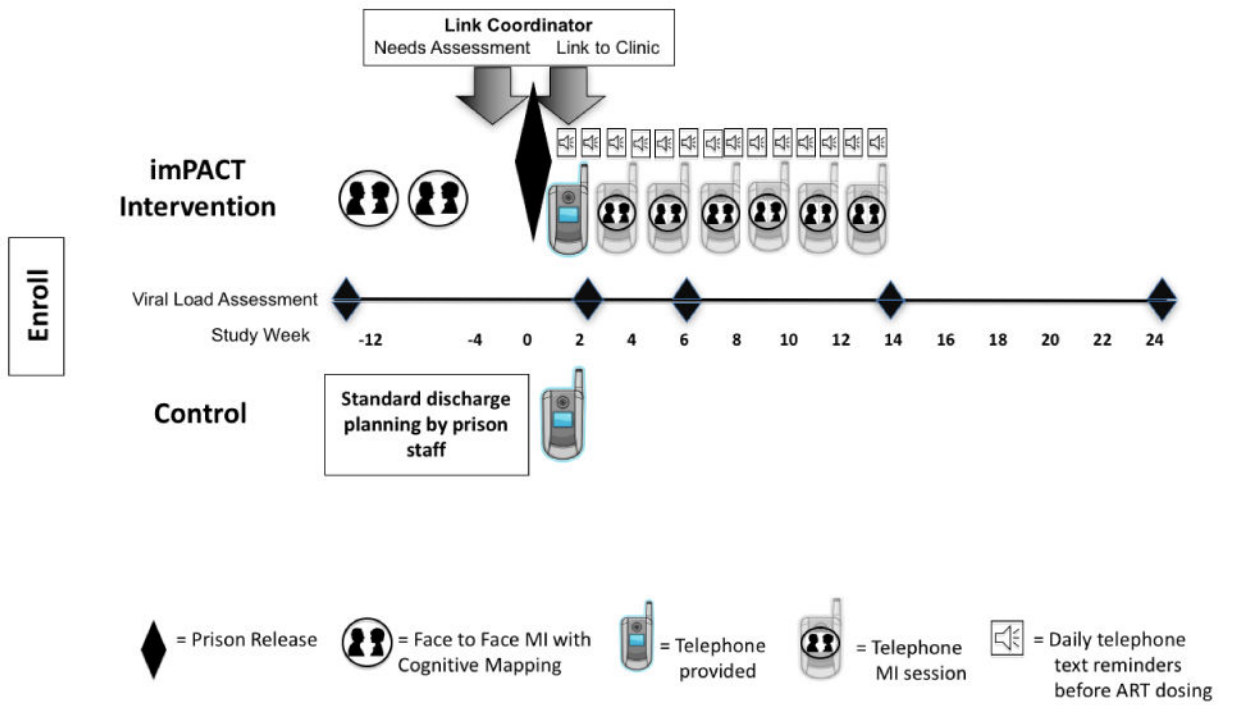 Link Coordinator
Needs Assessment Link to Clinic
imPACT
Intervention
Enroll
Viral Load Assessment
Study Week -12 -4 0 2 4 6 8 10 12 14 16 18 20 22 24
Control
Standard discharge
planning by prison
staff
= Prison Release
= Face to Face MI with
Cognitive Mapping
= Telephone
provided
= Telephone
MI session
= Daily telephone
text reminders
before ART dosing